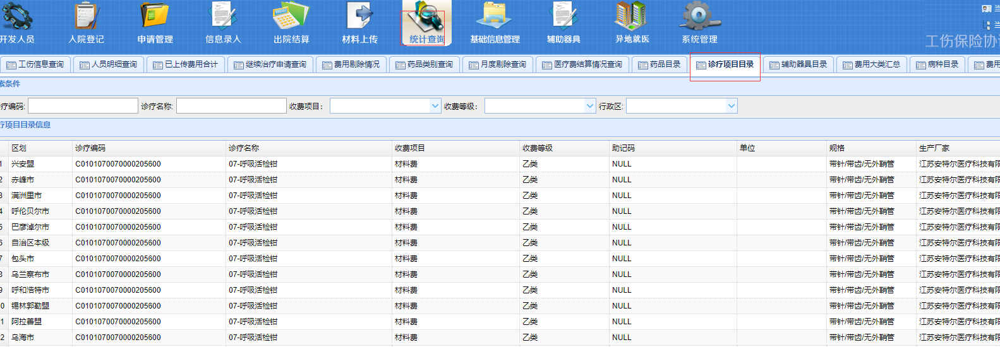 开发人员 入院登记 申请管理 信息录入 出院结算 材料上传 统计查询 基础信息管理 辅助器具 异地就医 系统管理
工伤保险协
工伤信息查询 人员明细查询 已上传费用合计 继续治疗申请查询 费用剔除情况 药品类别查询 月度剔除查询 医疗费结算情况查询 药品目录 诊疗项目目录 辅助器具目录 费用大类汇总 病种目录 费用
索条件
疗编码: 诊疗名称: 收费项目: 收费等级: 行政区:
疗项目目录信息
区划 诊疗编码 诊疗名称 收费项目 收费等级 助记码 单位 规格 生产厂家
1 兴安盟 C0101070070000205600 07-呼吸活检钳 材料费 乙类 NULL 带针/带齿/无外鞘管 江苏安特尔医疗科技有限
2 赤峰市 C0101070070000205600 07-呼吸活检钳 材料费 乙类 NULL 带针/带齿/无外鞘管 江苏安特尔医疗科技有限
3 满洲里市 C0101070070000205600 07-呼吸活检钳 材料费 乙类 NULL 带针/带齿/无外鞘管 江苏安特尔医疗科技有限
4 呼伦贝尔市 C0101070070000205600 07-呼吸活检钳 材料费 乙类 NULL 带针/带齿/无外鞘管 江苏安特尔医疗科技有限
5 巴彦淖尔市 C0101070070000205600 07-呼吸活检钳 材料费 乙类 NULL 带针/带齿/无外鞘管 江苏安特尔医疗科技有限
6 自治区本级 C0101070070000205600 07-呼吸活检钳 材料费 乙类 NULL 带针/带齿/无外鞘管 江苏安特尔医疗科技有限
7 包头市 C0101070070000205600 07-呼吸活检钳 材料费 乙类 NULL 带针/带齿/无外鞘管 江苏安特尔医疗科技有限
8 乌兰察布市 C0101070070000205600 07-呼吸活检钳 材料费 乙类 NULL 带针/带齿/无外鞘管 江苏安特尔医疗科技有限
9 呼和浩特市 C0101070070000205600 07-呼吸活检钳 材料费 乙类 NULL 带针/带齿/无外鞘管 江苏安特尔医疗科技有限
0 锡林郭勒盟 C0101070070000205600 07-呼吸活检钳 材料费 乙类 NULL 带针/带齿/无外鞘管 江苏安特尔医疗科技有限
1 阿拉善盟 C0101070070000205600 07-呼吸活检钳 材料费 乙类 NULL 带针/带齿/无外鞘管 江苏安特尔医疗科技有限
2 乌海市 C0101070070000205600 07-呼吸活检钳 材料费 乙类 NULL 带针/带齿/无外鞘管 江苏安特尔医疗科技有限